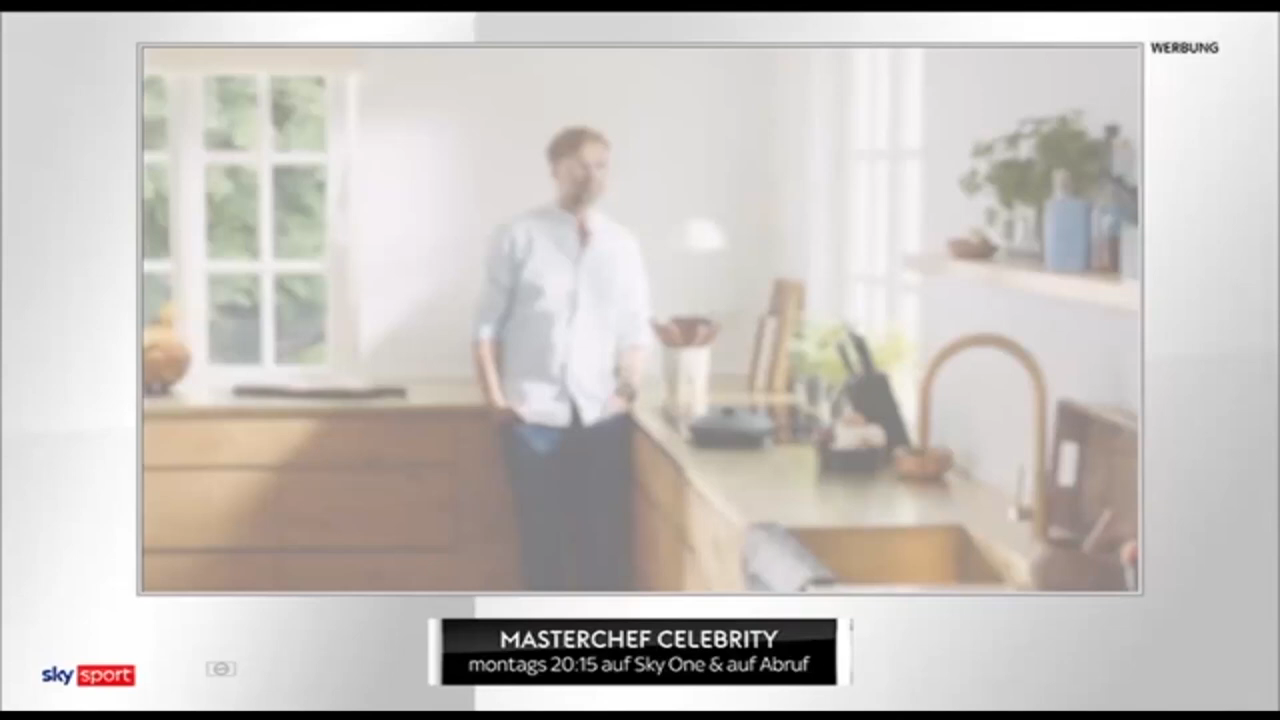 WERBUNG
MASTERCHEF CELEBRITY
montags 20:15 auf Sky One & auf Abruf
sky sport